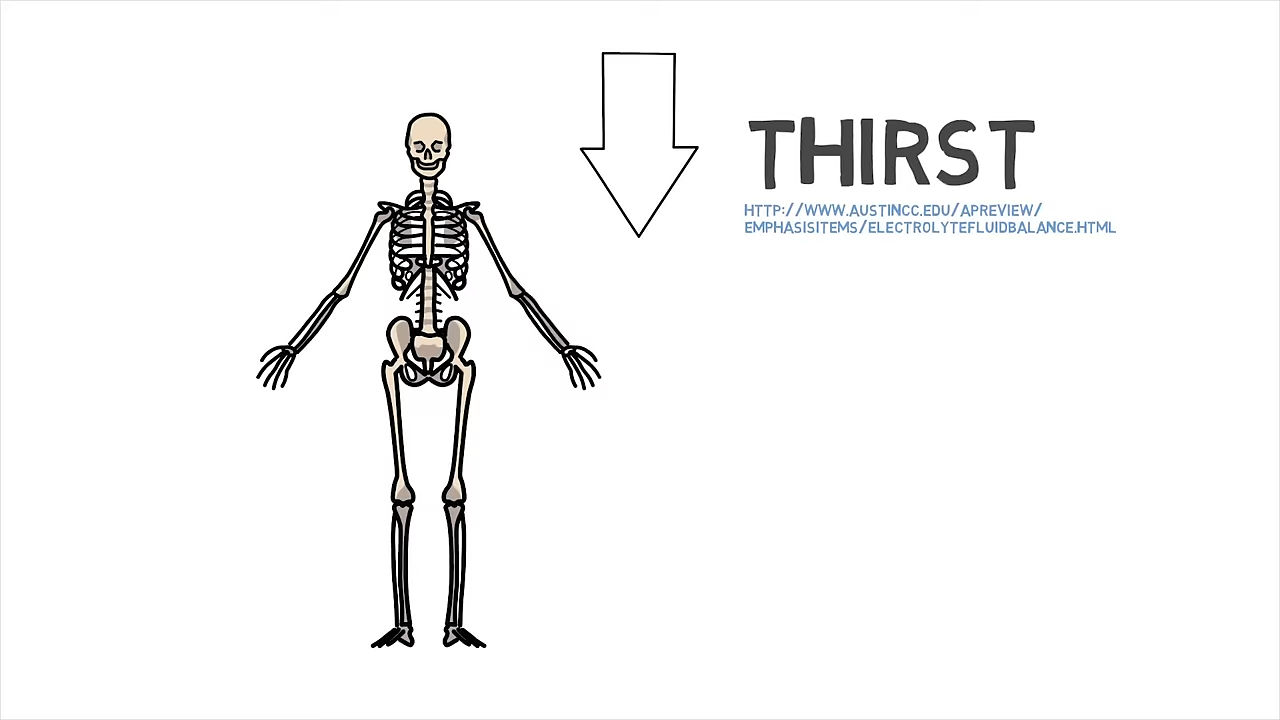 THIRST
HTTP://WWW.AUSTINCC.EDU/APREVIEW/
EMPHASISITEMS/ELECTROLYTEFLUIDBALANCE.HTML